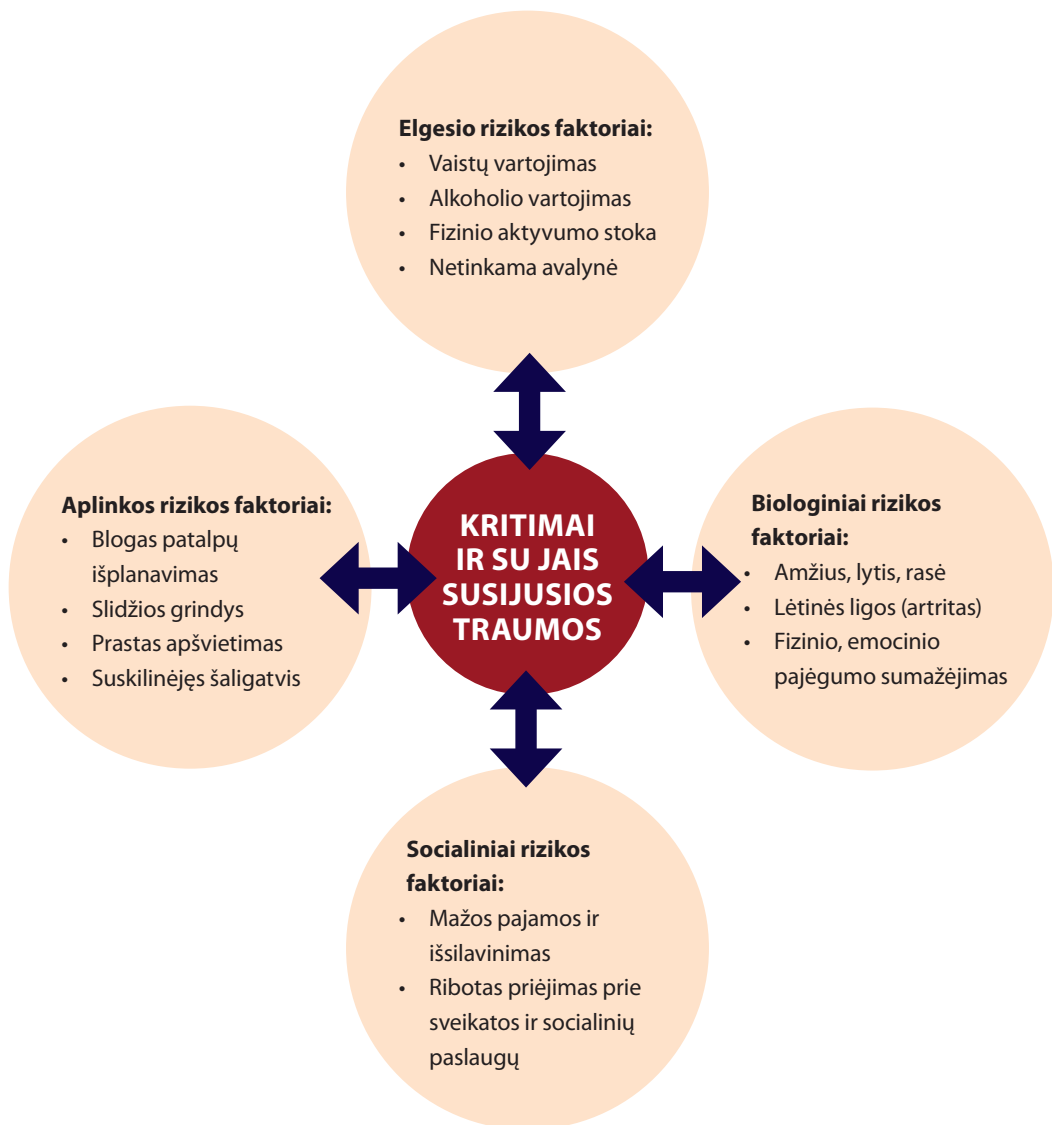 Elgesio rizikos faktoriai:
• Vaistų vartojimas
• Alkoholio vartojimas
• Fizinio aktyvumo stoka
• Netinkama avalynė
Aplinkos rizikos faktoriai:
• Blogas patalpų
išplanavimas
• Slidžios grindys
• Prastas apšvietimas
• Suskilinėjęs šaligatvis
KRITIMAI
IR SU JAIS
SUSIJUSIOS
TRAUMOS
Biologiniai rizikos
faktoriai:
• Amžius, lytis, rasė
• Lėtinės ligos (artritas)
• Fizinio, emocinio
pajėgumo sumažėjimas
Socialiniai rizikos
faktoriai:
• Mažos pajamos ir
išsilavinimas
• Ribotas priėjimas prie
sveikatos ir socialinių
paslaugų